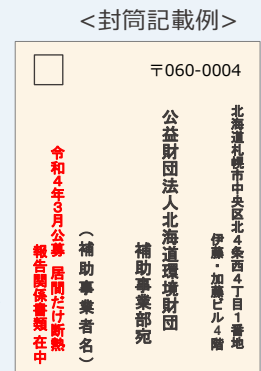 <封筒記載例>
〒060-0004
北海道札幌市中央区北4条西4丁目1番地
伊藤・加藤ビル4階
公益財団法人北海道環境財団
補助事業部宛
(補助事業者名)
令和4年3月公募 居間だけ断熱
報告関係書類在中